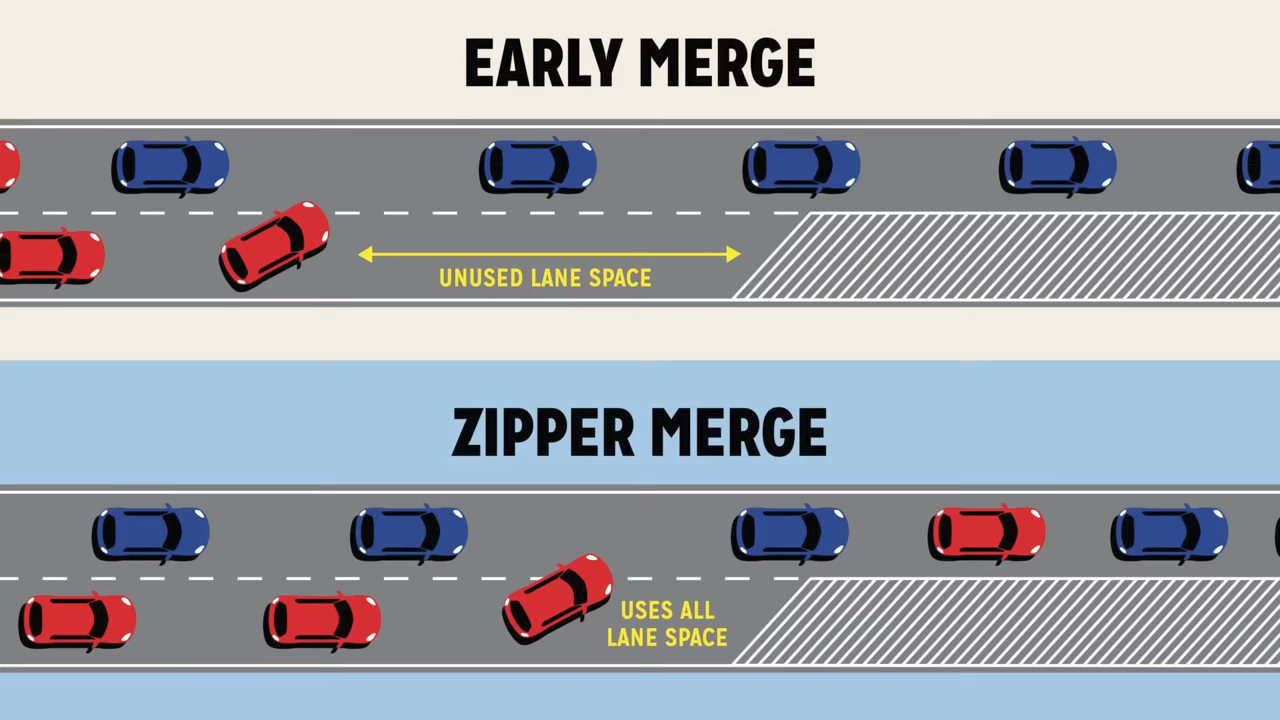 EARLY MERGE
UNUSED LANE SPACE
ZIPPER MERGE
USES ALL
LANE SPACE